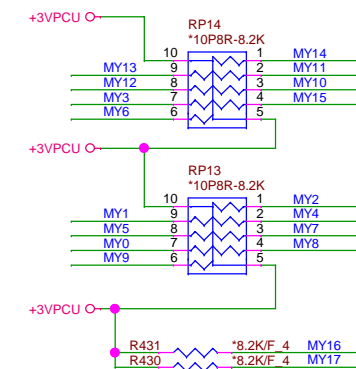 +3VPCU
RP14
*10P8R-8.2K
10 1 MY14
MY13 9 2 MY11
MY12 8 3 MY10
MY3 7 4 MY15
MY6 6 5
+3VPCU
RP13
*10P8R-8.2K
10 1 MY2
MY1 9 2 MY4
MY5 8 3 MY7
MY0 7 4 MY8
MY9 6 5
+3VPCU
R431 *8.2K/F_4 MY16
R430 *8.2K/F_4 MY17